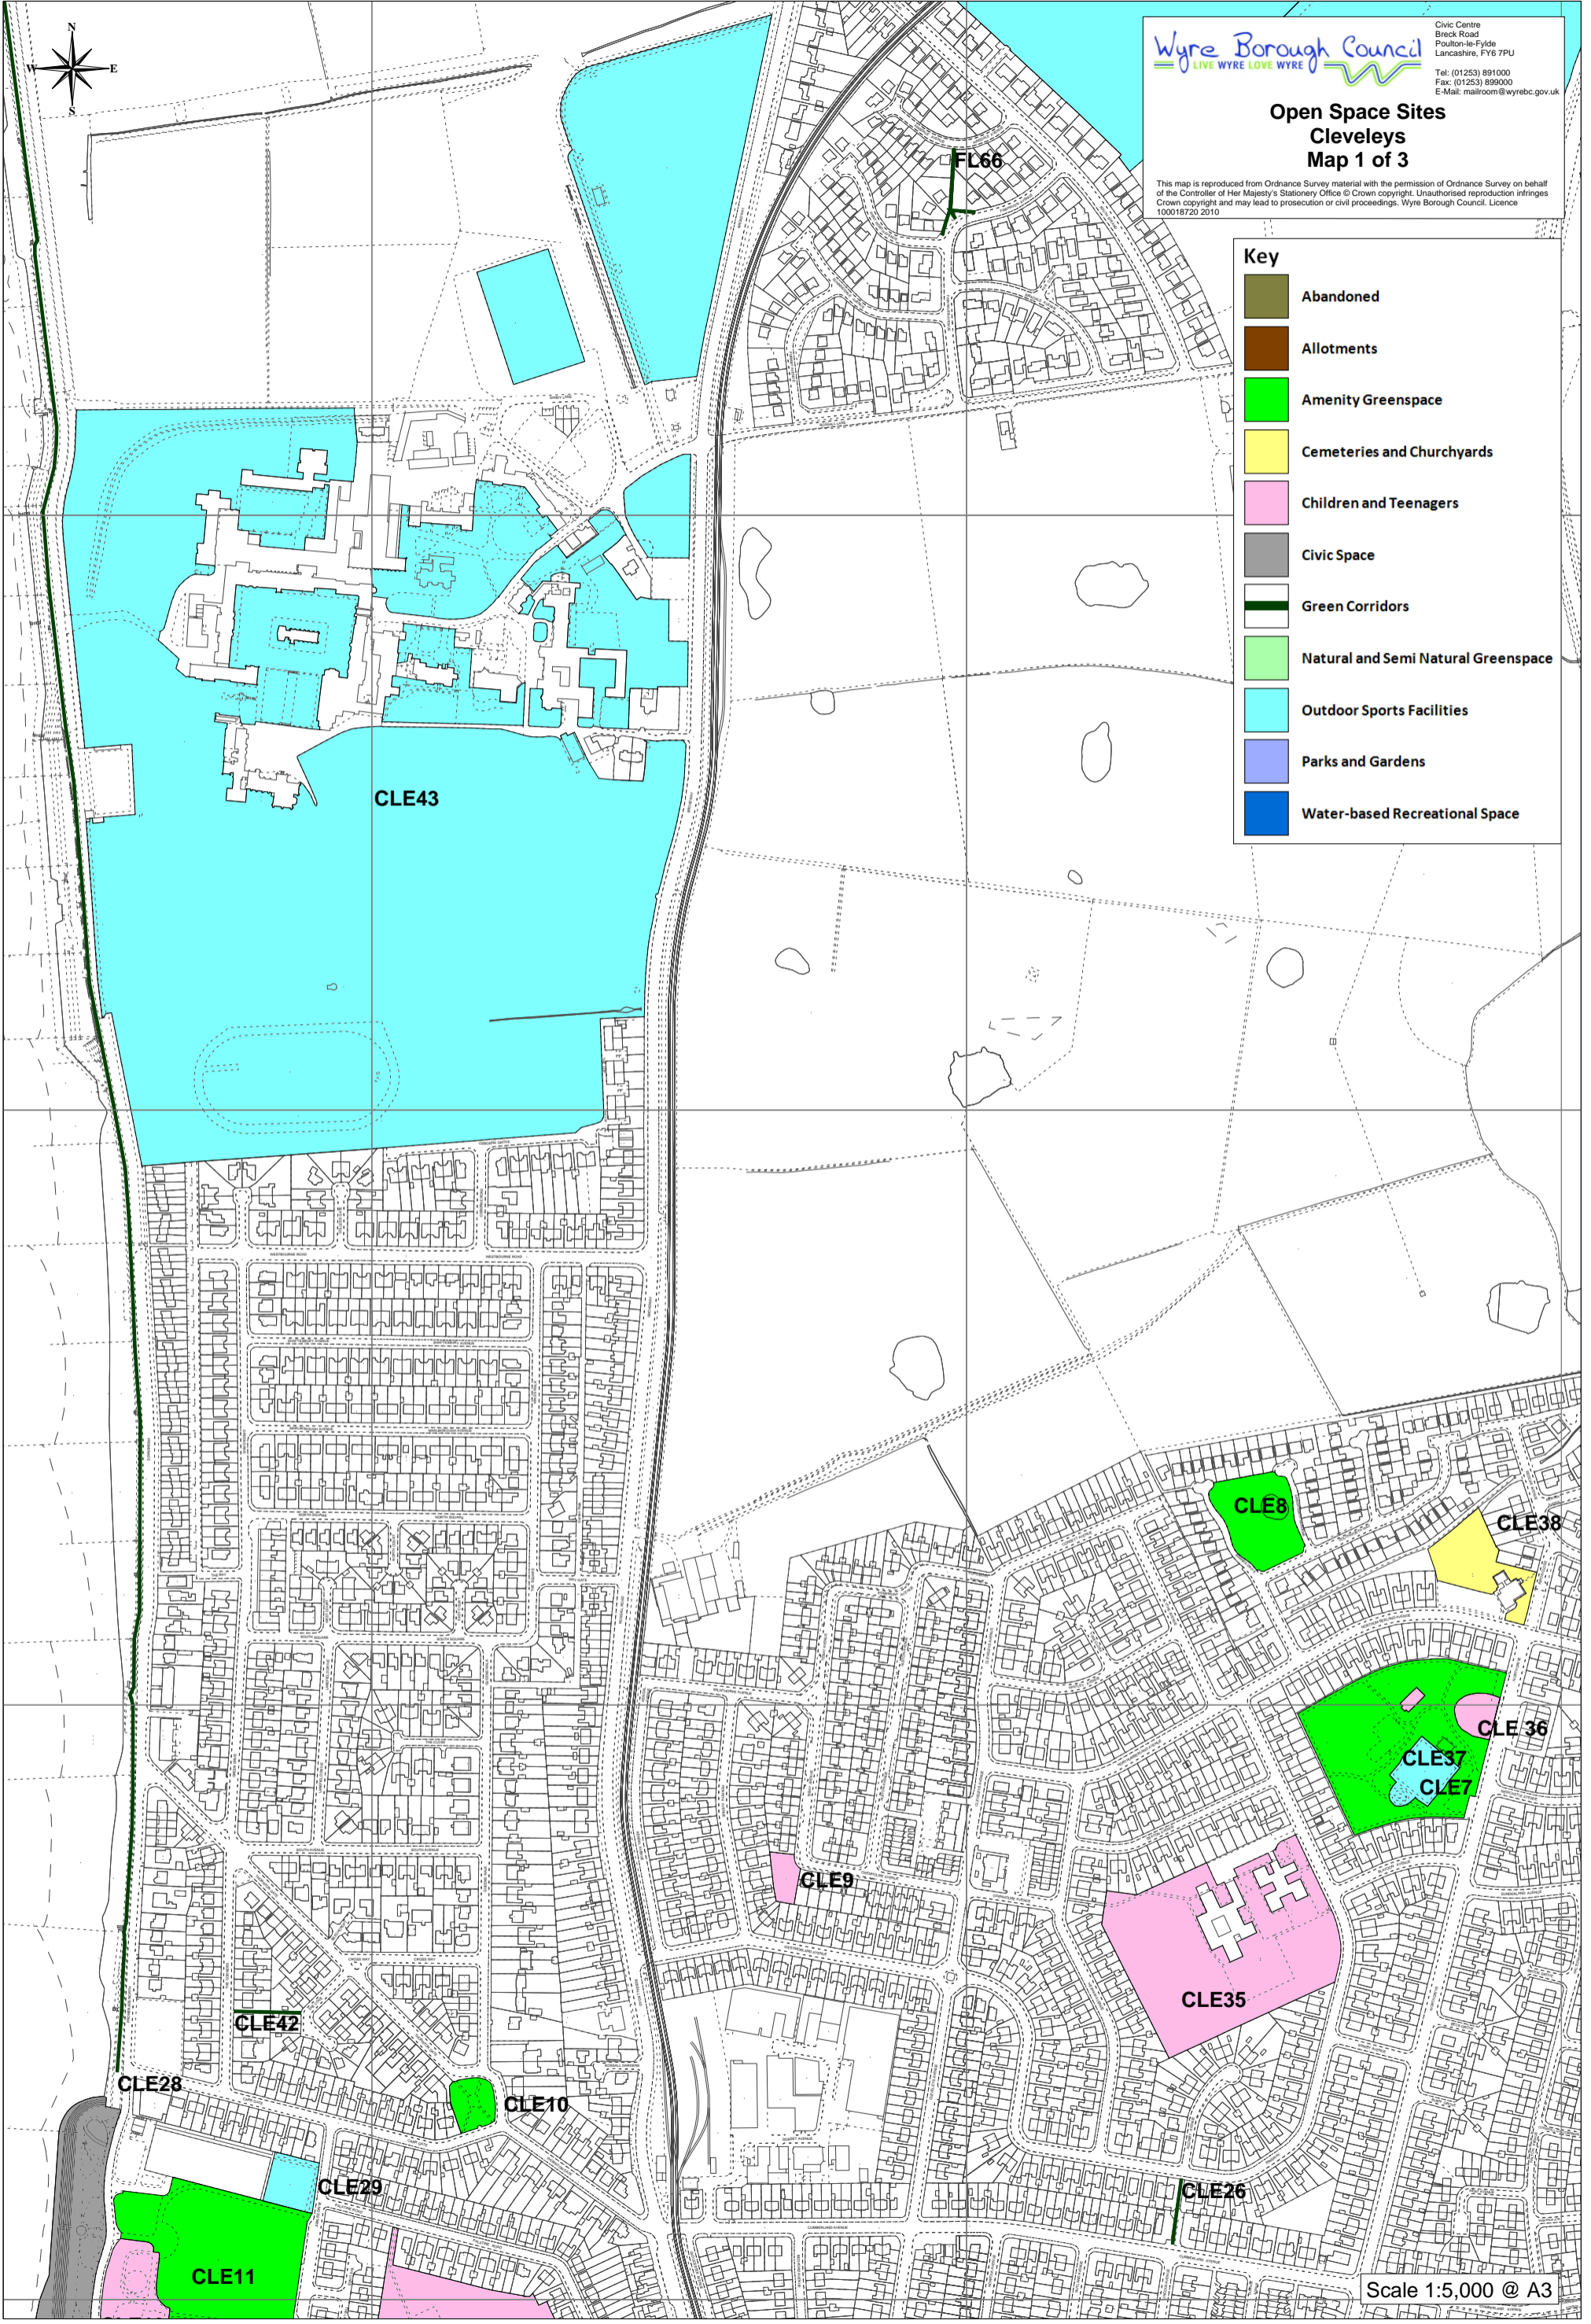 N
W
E
S
Wyre Borough Council
LIVE WYRE LOVE WYRE
Civic Centre
Breck Road
Poulton-le-Fylde
Lancashire, FY6 7PU
Tel: (01253) 891000
Fax: (01253) 899000
E-Mail: mailroom@wyrebc.gov.uk
Open Space Sites
Cleveleys
Map 1 of 3
This map is reproduced from Ordnance Survey material with the permission of Ordnance Survey on behalf
of the Controller of Her Majesty's Stationery Office © Crown copyright. Unauthorised reproduction infringes
Crown copyright and may lead to prosecution or civil proceedings. Wyre Borough Council. Licence
100018720 2010
Key
Abandoned
Allotments
Amenity Greenspace
Cemeteries and Churchyards
Children and Teenagers
Civic Space
Green Corridors
Natural and Semi Natural Greenspace
Outdoor Sports Facilities
Parks and Gardens
Water-based Recreational Space
FL66
CLE43
WESTBOURNE ROAD
WESTBOURNE ROAD
CLE8
CLE38
CLE 36
CLE37
CLE7
CLE9
CLE35
CLE42
CLE28
CLE10
CLE29
CLE26
CUMBERLAND AVENUE
CLE11
Scale 1:5,000 @ A3